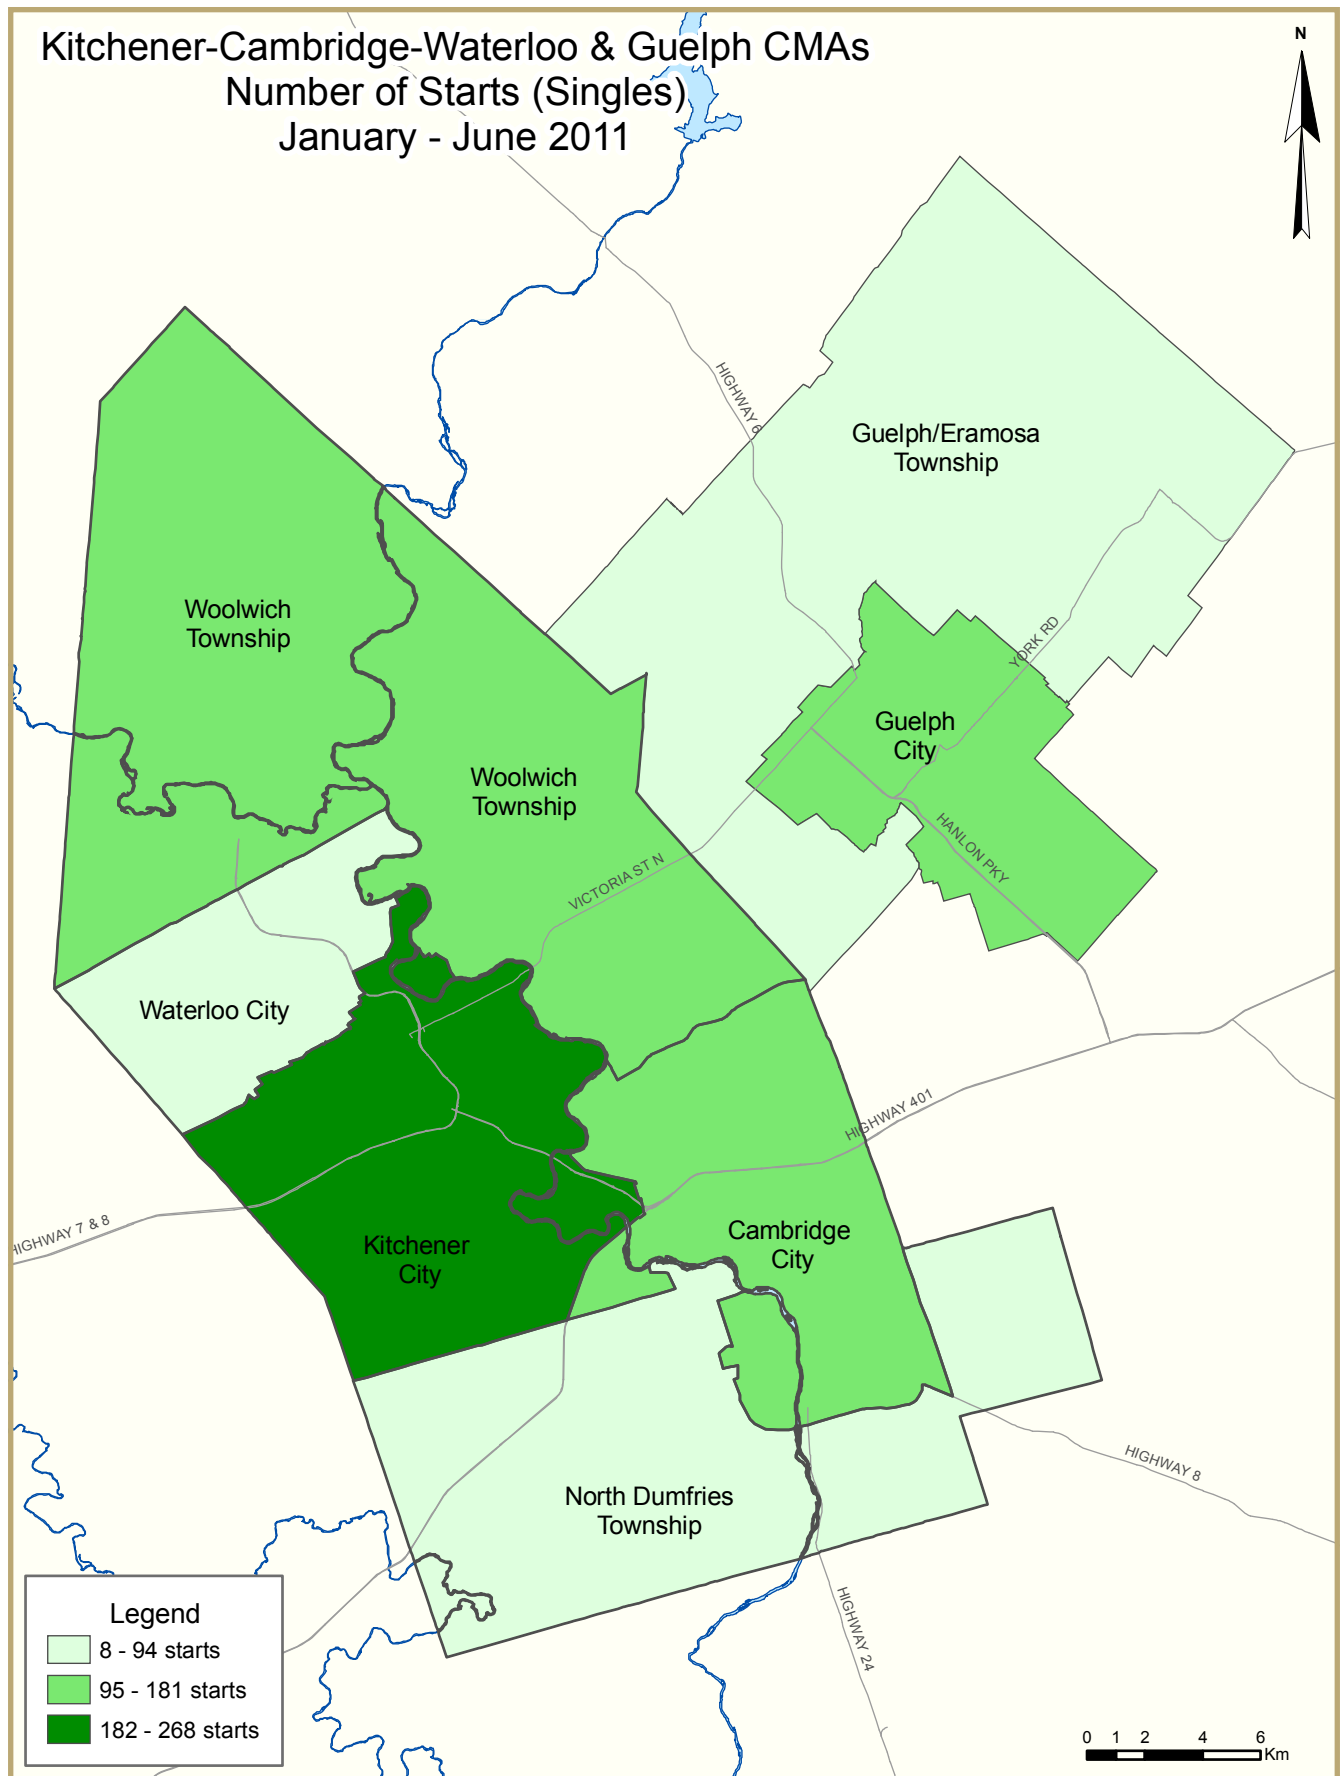 Kitchener-Cambridge-Waterloo & Guelph CMAs
Number of Starts (Singles)
January - June 2011
N
HIGHWAY 6
Guelph/Eramosa
Township
Woolwich
Township
YORK RD
Guelph
City
Woolwich
Township
HANLON PKY
VICTORIA ST N
Waterloo City
HIGHWAY 401
HIGHWAY 7 & 8
Kitchener
City
Cambridge
City
HIGHWAY 8
North Dumfries
Township
HIGHWAY 24
Legend
8 - 94 starts
95 - 181 starts
182 - 268 starts
0 1 2 4 6
Km